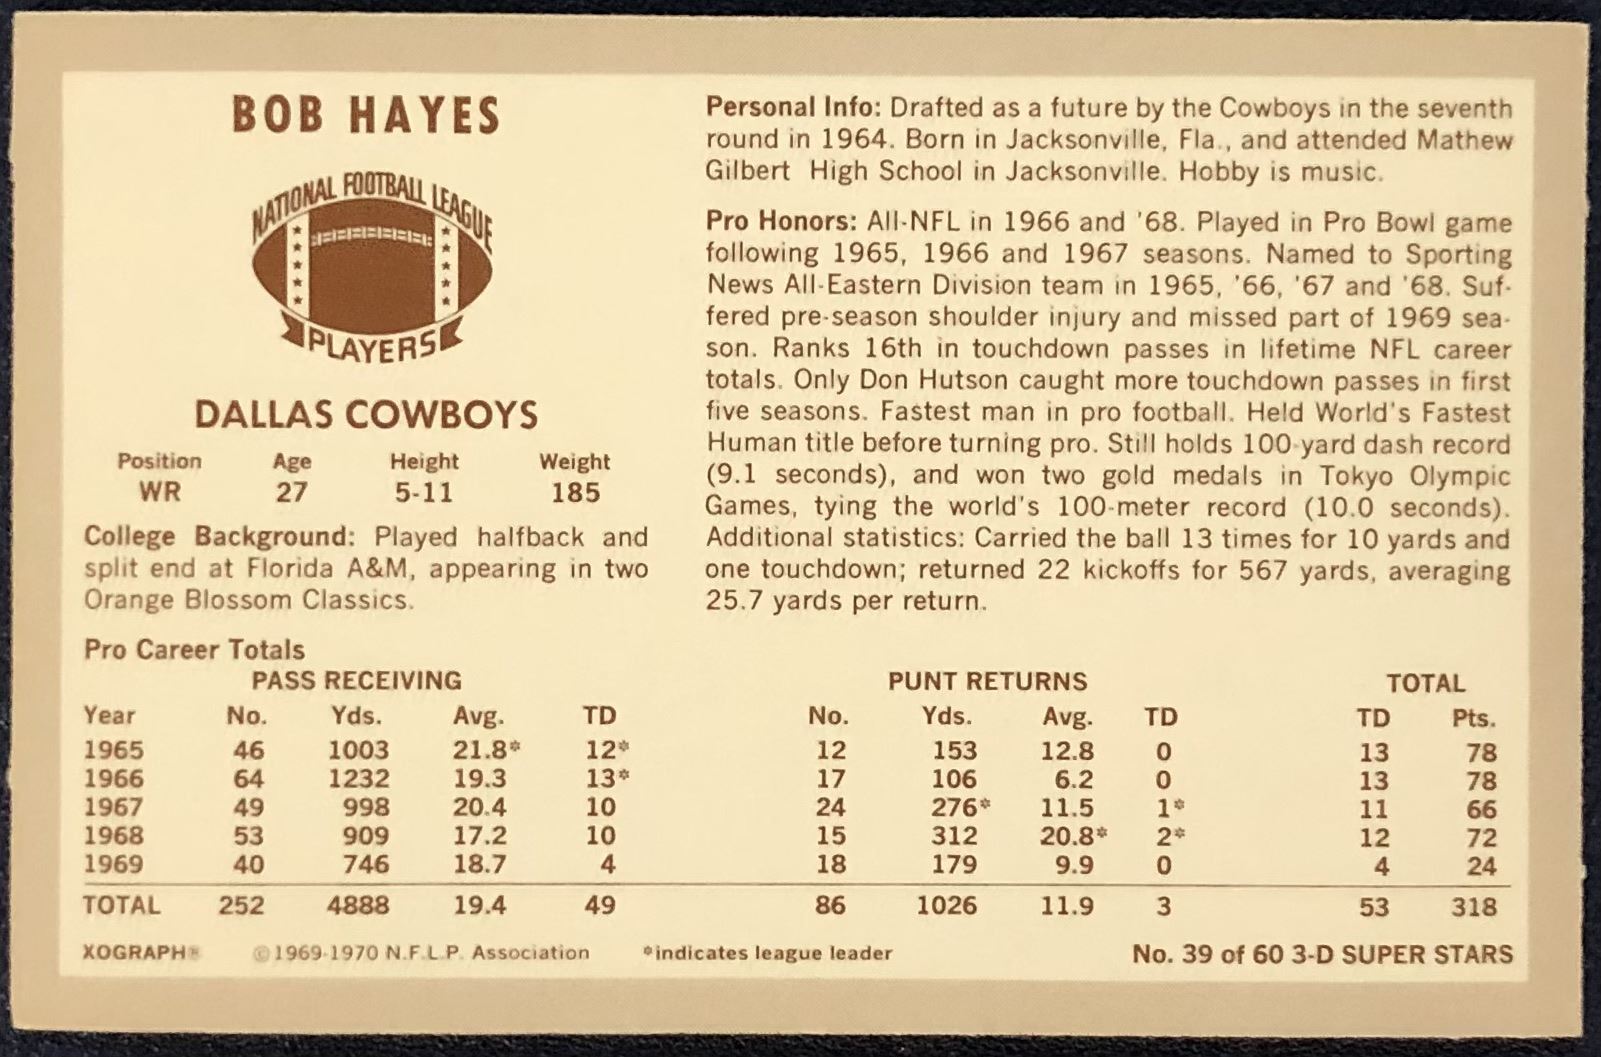 BOB HAYES
NATIONAL FOOTBALL LEAGUE
PLAYERS
DALLAS COWBOYS
Position Age Height Weight
WR 27 5-11 185
College Background: Played halfback and
split end at Florida A&M, appearing in two
Orange Blossom Classics.
Personal Info: Drafted as a future by the Cowboys in the seventh
round in 1964. Born in Jacksonville, Fla., and attended Mathew
Gilbert High School in Jacksonville. Hobby is music.
Pro Honors: All-NFL in 1966 and '68. Played in Pro Bowl game
following 1965, 1966 and 1967 seasons. Named to Sporting
News All-Eastern Division team in 1965, '66, '67 and '68. Suf-
fered pre-season shoulder injury and missed part of 1969 sea-
son. Ranks 16th in touchdown passes in lifetime NFL career
totals. Only Don Hutson caught more touchdown passes in first
five seasons. Fastest man in pro football. Held World's Fastest
Human title before turning pro. Still holds 100-yard dash record
(9.1 seconds), and won two gold medals in Tokyo Olympic
Games, tying the world's 100-meter record (10.0 seconds).
Additional statistics: Carried the ball 13 times for 10 yards and
one touchdown; returned 22 kickoffs for 567 yards, averaging
25.7 yards per return.
Pro Career Totals
PASS RECEIVING PUNT RETURNS TOTAL
Year No. Yds. Avg. TD No. Yds. Avg. TD TD Pts.
1965 46 1003 21.8* 12* 12 153 12.8 0 13 78
1966 64 1232 19.3 13* 17 106 6.2 0 13 78
1967 49 998 20.4 10 24 276* 11.5 1* 11 66
1968 53 909 17.2 10 15 312 20.8* 2* 12 72
1969 40 746 18.7 4 18 179 9.9 0 4 24
TOTAL 252 4888 19.4 49 86 1026 11.9 3 53 318
XOGRAPH® ©1969-1970 N.F.L.P. Association *indicates league leader No. 39 of 60 3-D SUPER STARS